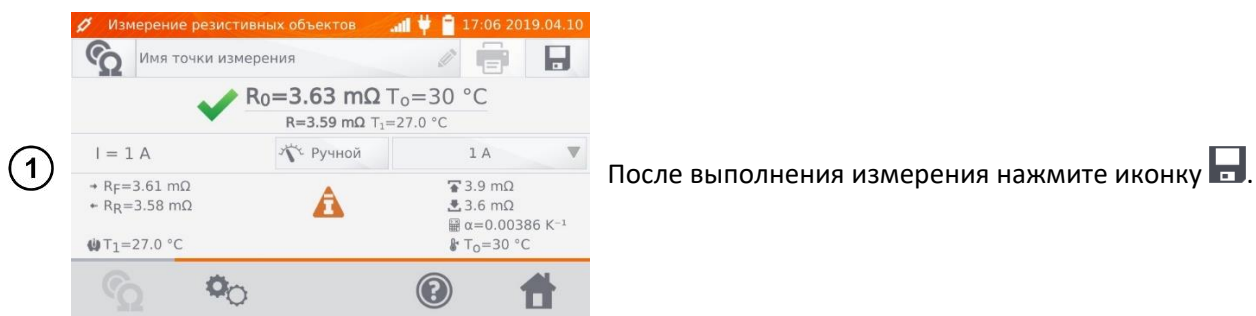 Измерение резистивных объектов 17:06 2019.04.10
Имя точки измерения
R0=3.63 mΩ To=30 °C
R=3.59 mΩ T1=27.0 °C
I = 1 A Ручной 1 A
RF=3.61 mΩ 3.9 mΩ
RR=3.58 mΩ 3.6 mΩ
α=0.00386 K⁻¹
T1=27.0 °C To=30 °C
1 После выполнения измерения нажмите иконку .